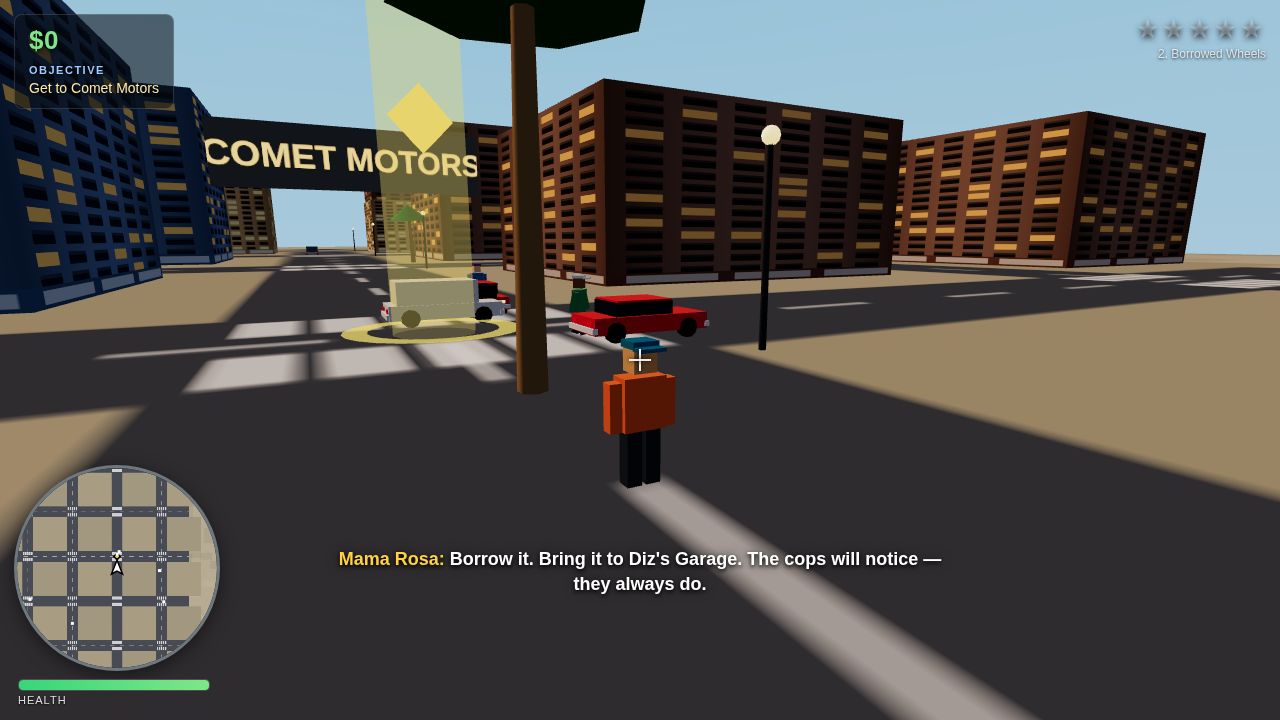 $0
OBJECTIVE
Get to Comet Motors
★★★★★
2. Borrowed Wheels
COMET MOTORS
Mama Rosa: Borrow it. Bring it to Diz's Garage. The cops will notice —
they always do.
HEALTH